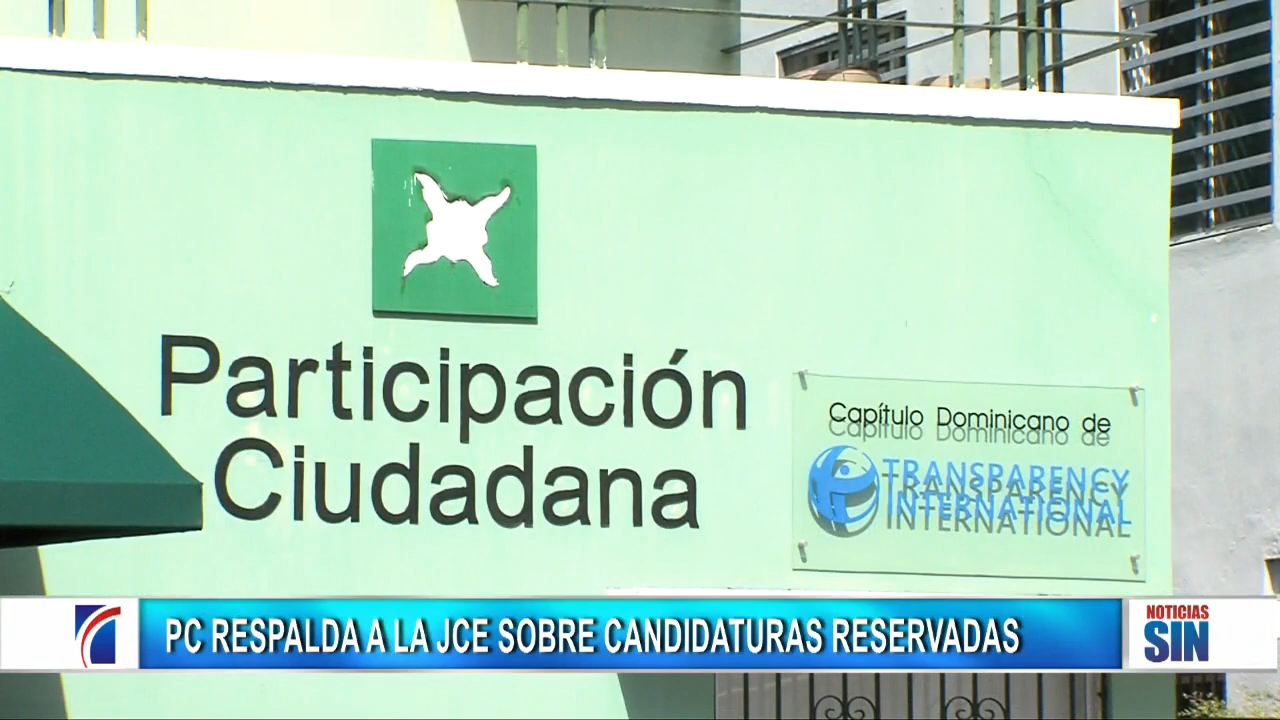 Participación
Ciudadana
Capítulo Dominicano de
TRANSPARENCY
INTERNATIONAL
PC RESPALDA A LA JCE SOBRE CANDIDATURAS RESERVADAS
NOTICIAS
SIN